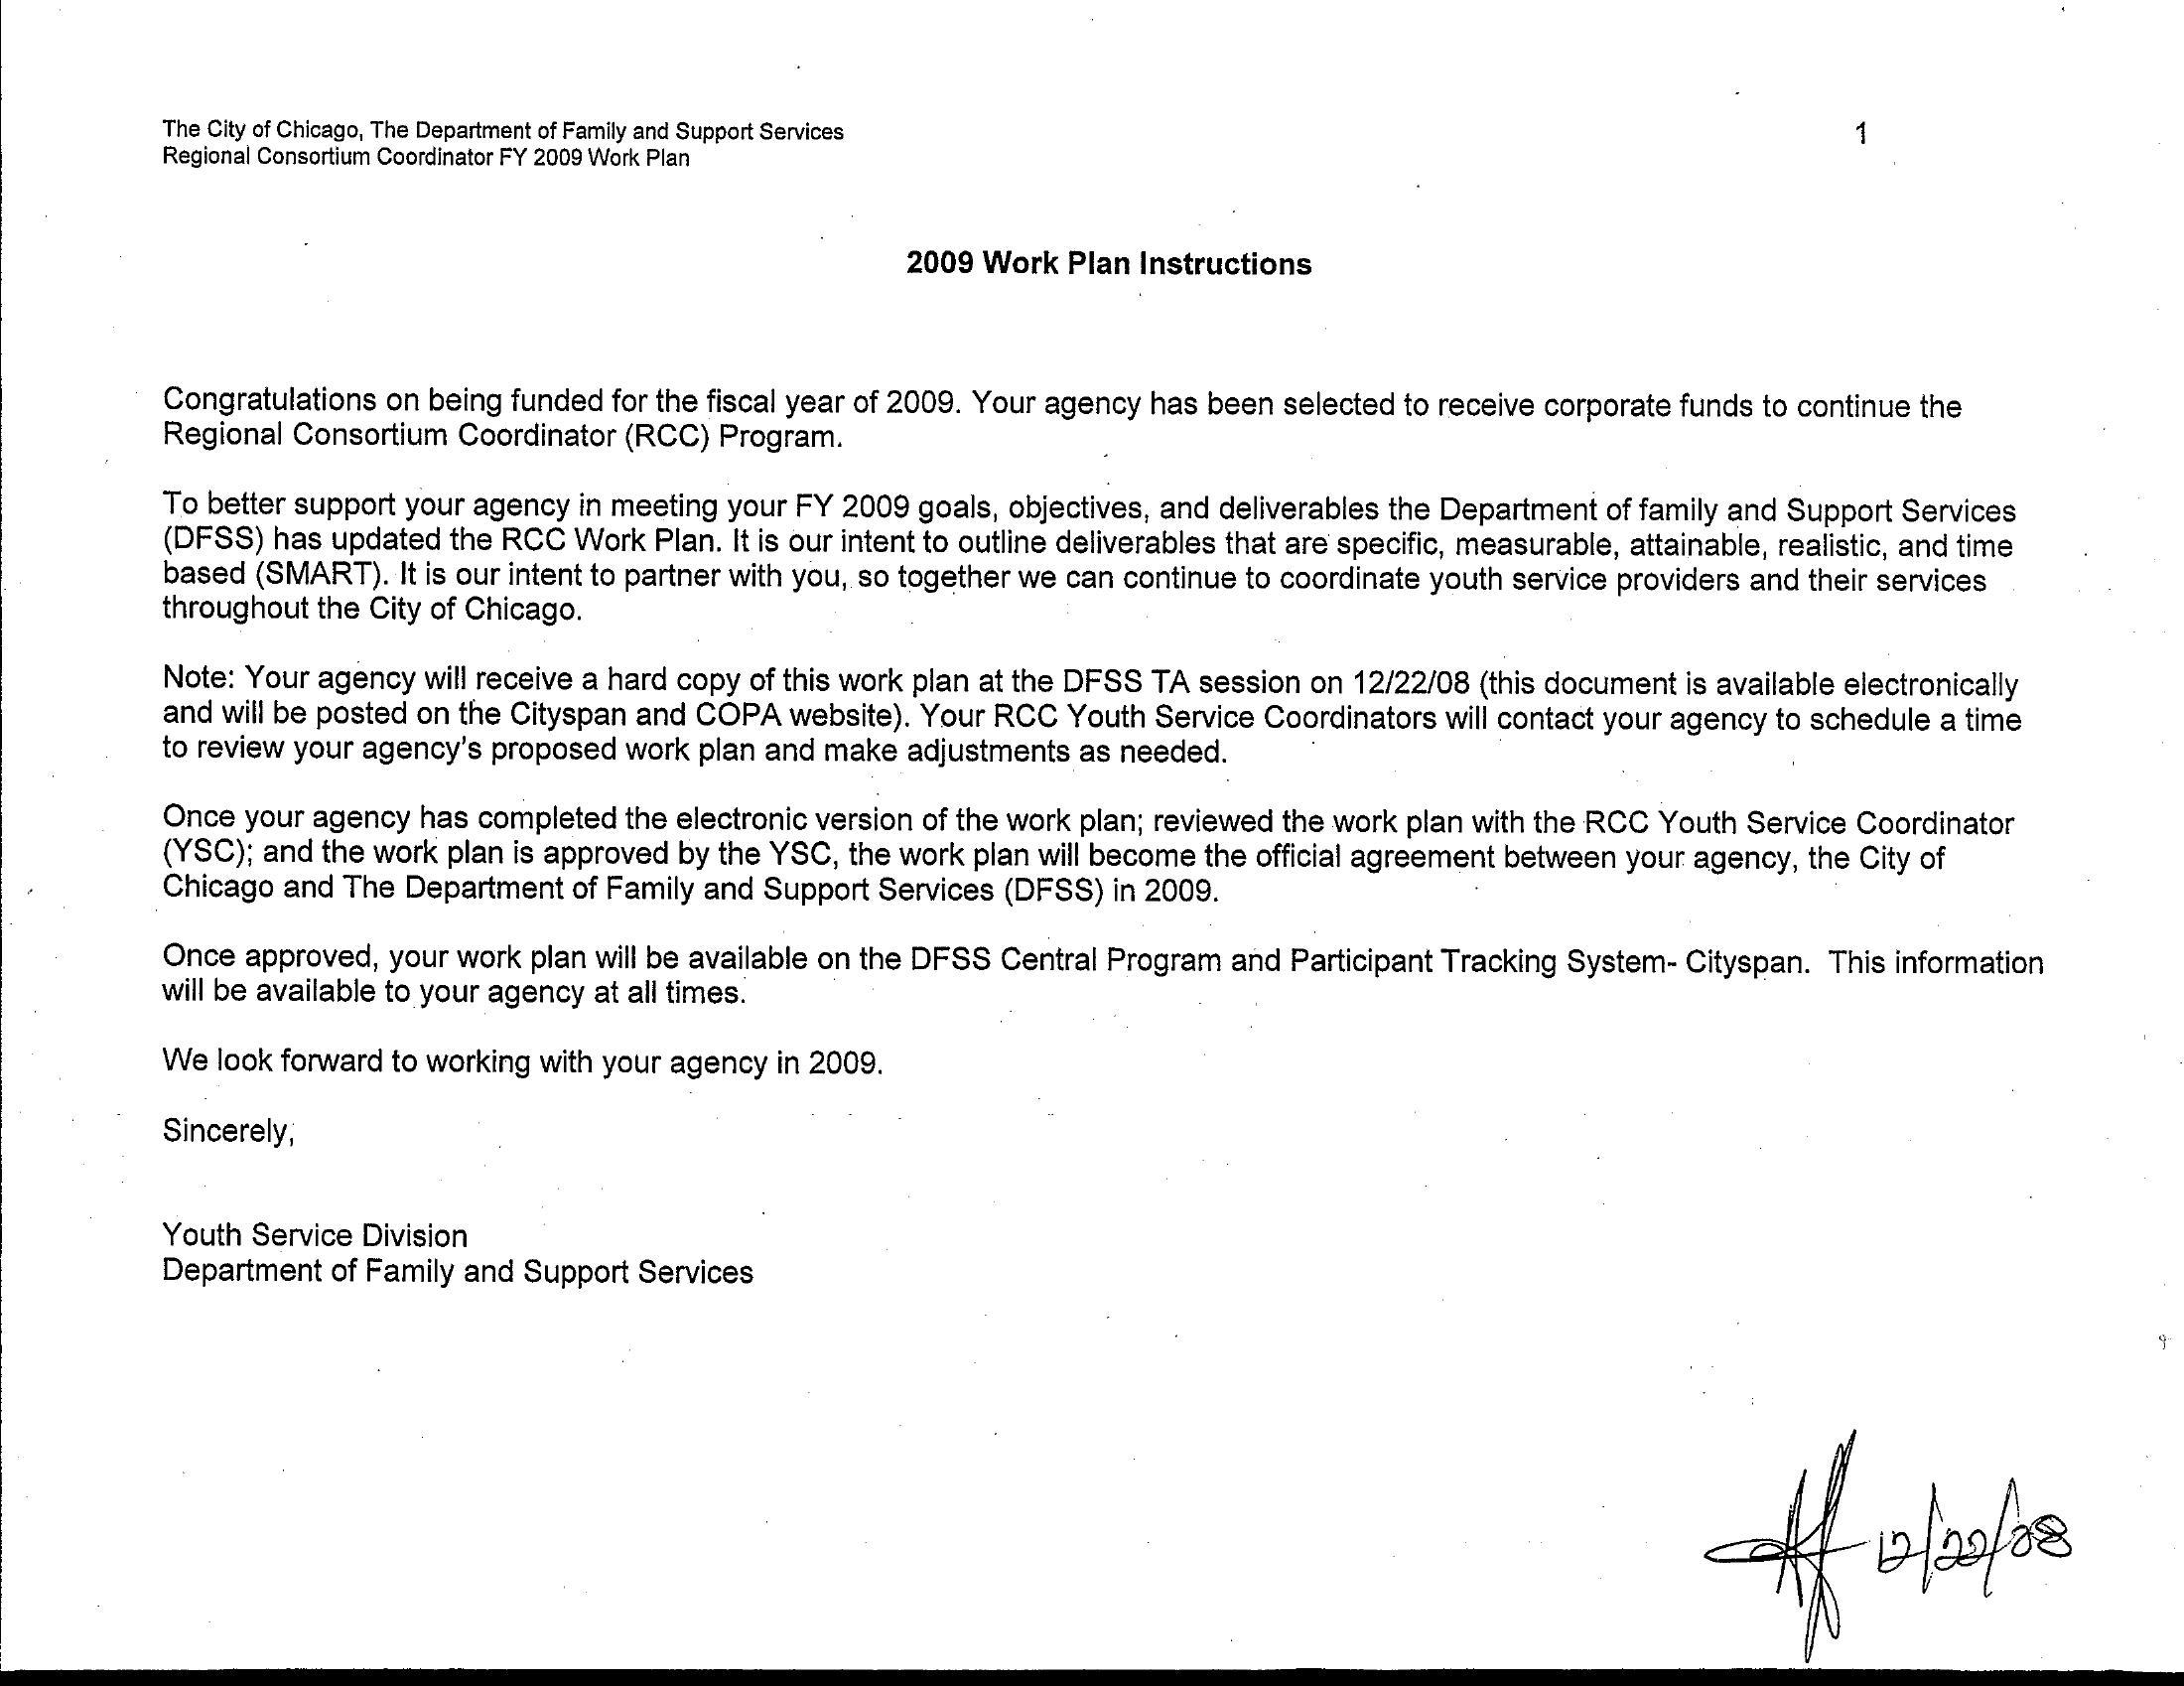 The City of Chicago, The Department of Family and Support Services
1
Regional Consortium Coordinator FY 2009 Work Plan
2009 Work Plan Instructions
Congratulations on being funded for the fiscal year of 2009. Your agency has been selected to receive corporate funds to continue the
Regional Consortium Coordinator (RCC) Program.
To better support your agency in meeting your FY 2009 goals, objectives, and deliverables the Department of family and Support Services
(DFSS) has updated the RCC Work Plan. It is our intent to outline deliverables that are specific, measurable, attainable, realistic, and time
based (SMART). It is our intent to partner with you, so together we can continue to coordinate youth service providers and their services
throughout the City of Chicago.
Note: Your agency will receive a hard copy of this work plan at the DFSS TA session on 12/22/08 (this document is available electronically
and will be posted on the Cityspan and COPA website). Your RCC Youth Service Coordinators will contact your agency to schedule a time
to review your agency's proposed work plan and make adjustments as needed.
Once your agency has completed the electronic version of the work plan; reviewed the work plan with the RCC Youth Service Coordinator
(YSC); and the work plan is approved by the YSC, the work plan will become the official agreement between your agency, the City of
Chicago and The Department of Family and Support Services (DFSS) in 2009.
Once approved, your work plan will be available on the DFSS Central Program and Participant Tracking System- Cityspan.  This information
will be available to your agency at all times.
We look forward to working with your agency in 2009.
Sincerely,
Youth Service Division
Department of Family and Support Services
12/22/08